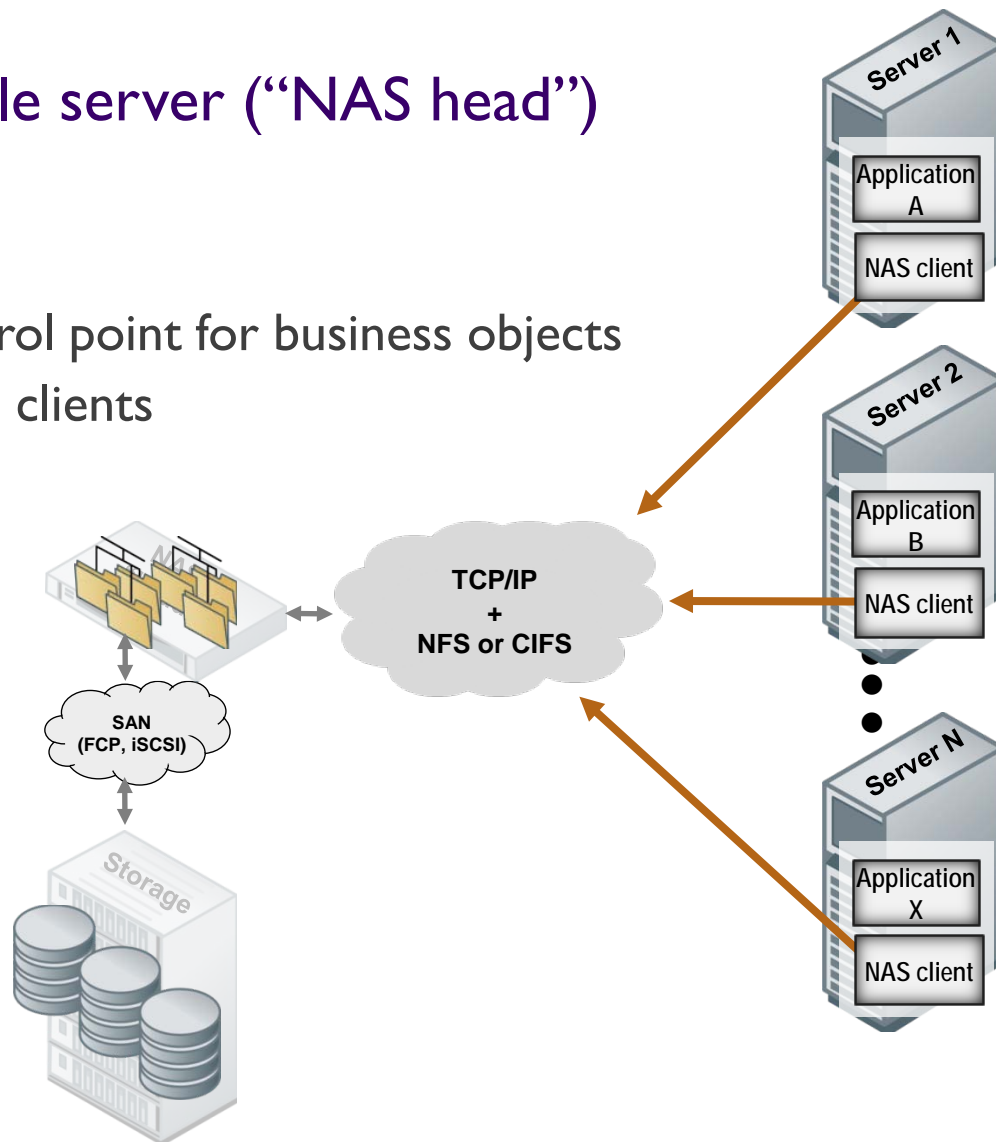 le server (“NAS head”)
rol point for business objects
clients
Server 1
Application
A
NAS client
Server 2
Application
B
NAS client
TCP/IP
+
NFS or CIFS
SAN
(FCP, iSCSI)
Server N
Application
X
NAS client
Storage